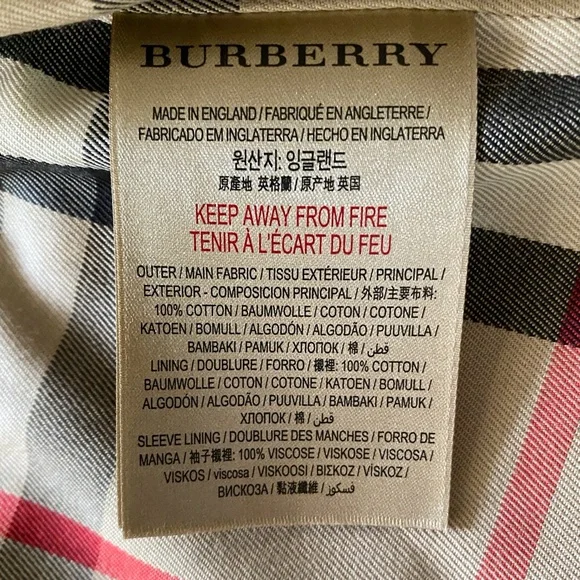 BURBERRY
MADE IN ENGLAND / FABRIQUÉ EN ANGLETERRE /
FABRICADO EM INGLATERRA / HECHO EN INGLATERRA
원산지: 잉글랜드
原產地 英格蘭 / 原产地 英国
KEEP AWAY FROM FIRE
TENIR À L'ÉCART DU FEU
OUTER / MAIN FABRIC / TISSU EXTÉRIEUR / PRINCIPAL /
EXTERIOR - COMPOSICION PRINCIPAL / 外部/主要布料:
100% COTTON / BAUMWOLLE / COTON / COTONE /
KATOEN / BOMULL / ALGODÓN / ALGODÃO / PUUVILLA /
BAMBAKI / PAMUK / ХЛОПОК / 棉 / قطن /
LINING / DOUBLURE / FORRO / 襯裡: 100% COTTON /
BAUMWOLLE / COTON / COTONE / KATOEN / BOMULL /
ALGODÓN / ALGODÃO / PUUVILLA / BAMBAKI / PAMUK /
ХЛОПОК / 棉 / قطن
SLEEVE LINING / DOUBLURE DES MANCHES / FORRO DE
MANGA / 袖子襯裡: 100% VISCOSE / VISKOSE / VISCOSA /
VISKOS / viscosa / VISKOOSI / ΒΙΣΚΟΖ / VİSKOZ /
ВИСКОЗА / 黏液纖維 / فسكوز